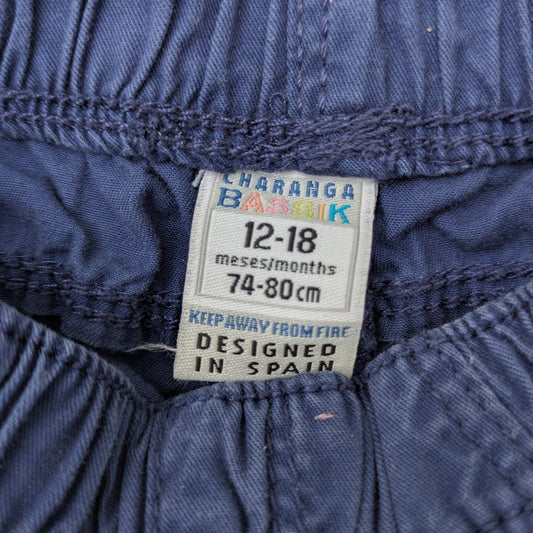 CHARANGA
BASSIK
12-18
meses/months
74-80cm
KEEP AWAY FROM FIRE
DESIGNED
IN SPAIN